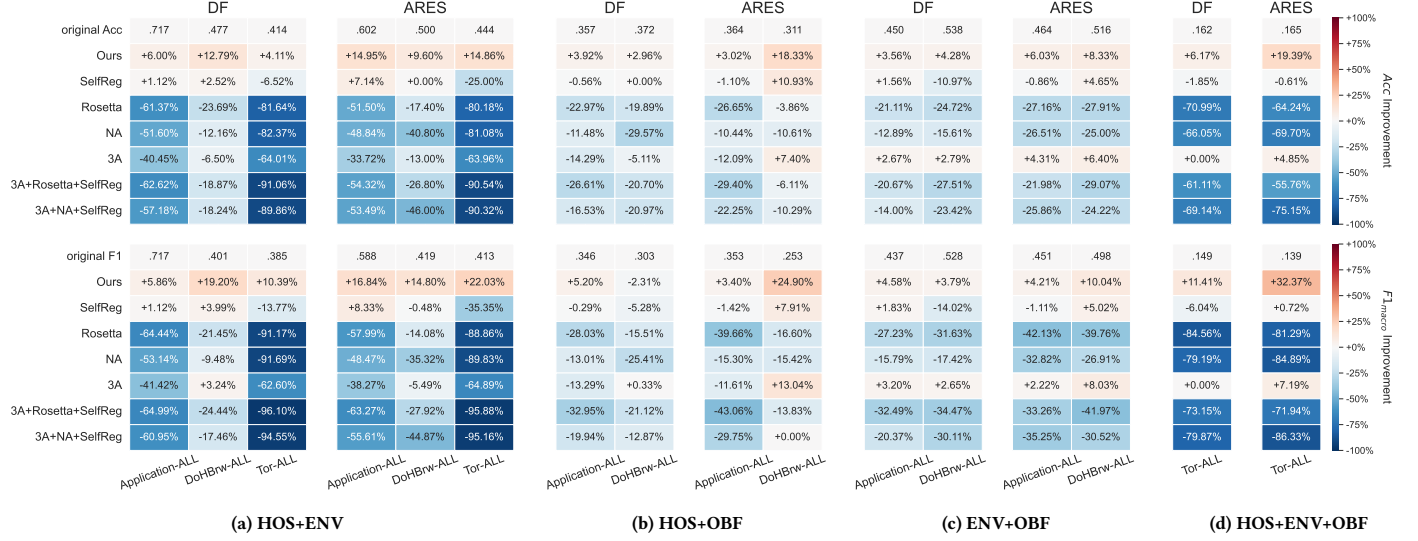 DF ARES DF ARES DF ARES DF ARES
original Acc .717 .477 .414 .602 .500 .444 .357 .372 .364 .311 .450 .538 .464 .516 .162 .165
Ours +6.00% +12.79% +4.11% +14.95% +9.60% +14.86% +3.92% +2.96% +3.02% +18.33% +3.56% +4.28% +6.03% +8.33% +6.17% +19.39%
SelfReg +1.12% +2.52% -6.52% +7.14% +0.00% -25.00% -0.56% +0.00% -1.10% +10.93% +1.56% -10.97% -0.86% +4.65% -1.85% -0.61%
Rosetta -61.37% -23.69% -81.64% -51.50% -17.40% -80.18% -22.97% -19.89% -26.65% -3.86% -21.11% -24.72% -27.16% -27.91% -70.99% -64.24%
NA -51.60% -12.16% -82.37% -48.84% -40.80% -81.08% -11.48% -29.57% -10.44% -10.61% -12.89% -15.61% -26.51% -25.00% -66.05% -69.70%
3A -40.45% -6.50% -64.01% -33.72% -13.00% -63.96% -14.29% -5.11% -12.09% +7.40% +2.67% +2.79% +4.31% +6.40% +0.00% +4.85%
3A+Rosetta+SelfReg -62.62% -18.87% -91.06% -54.32% -26.80% -90.54% -26.61% -20.70% -29.40% -6.11% -20.67% -27.51% -21.98% -29.07% -61.11% -55.76%
3A+NA+SelfReg -57.18% -18.24% -89.86% -53.49% -46.00% -90.32% -16.53% -20.97% -22.25% -10.29% -14.00% -23.42% -25.86% -24.22% -69.14% -75.15%
+100%
+75%
+50%
+25%
+0%
-25%
-50%
-75%
-100%
Acc Improvement
original F1 .717 .401 .385 .588 .419 .413 .346 .303 .353 .253 .437 .528 .451 .498 .149 .139
Ours +5.86% +19.20% +10.39% +16.84% +14.80% +22.03% +5.20% -2.31% +3.40% +24.90% +4.58% +3.79% +4.21% +10.04% +11.41% +32.37%
SelfReg +1.12% +3.99% -13.77% +8.33% -0.48% -35.35% -0.29% -5.28% -1.42% +7.91% +1.83% -14.02% -1.11% +5.02% -6.04% +0.72%
Rosetta -64.44% -21.45% -91.17% -57.99% -14.08% -88.86% -28.03% -15.51% -39.66% -16.60% -27.23% -31.63% -42.13% -39.76% -84.56% -81.29%
NA -53.14% -9.48% -91.69% -48.47% -35.32% -89.83% -13.01% -25.41% -15.30% -15.42% -15.79% -17.42% -32.82% -26.91% -79.19% -84.89%
3A -41.42% +3.24% -62.60% -38.27% -5.49% -64.89% -13.29% +0.33% -11.61% +13.04% +3.20% +2.65% +2.22% +8.03% +0.00% +7.19%
3A+Rosetta+SelfReg -64.99% -24.44% -96.10% -63.27% -27.92% -95.88% -32.95% -21.12% -43.06% -13.83% -32.49% -34.47% -33.26% -41.97% -73.15% -71.94%
3A+NA+SelfReg -60.95% -17.46% -94.55% -55.61% -44.87% -95.16% -19.94% -12.87% -29.75% +0.00% -20.37% -30.11% -35.25% -30.52% -79.87% -86.33%
+100%
+75%
+50%
+25%
+0%
-25%
-50%
-75%
-100%
F1macro Improvement
Application-ALL DoHBrw-ALL Tor-ALL Application-ALL DoHBrw-ALL Tor-ALL Application-ALL DoHBrw-ALL Application-ALL DoHBrw-ALL Application-ALL DoHBrw-ALL Application-ALL DoHBrw-ALL Tor-ALL Tor-ALL
(a) HOS+ENV (b) HOS+OBF (c) ENV+OBF (d) HOS+ENV+OBF